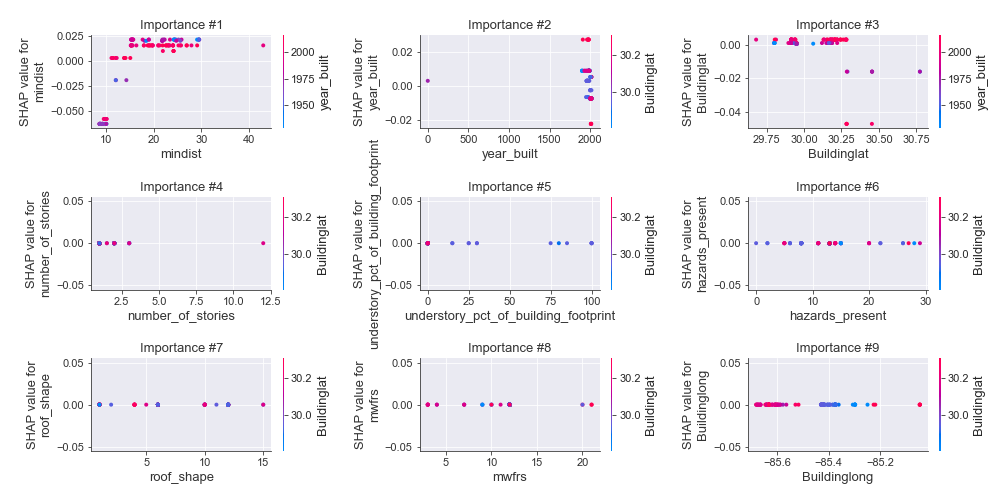 Importance #1
0.025
0.000
−0.025
−0.050
SHAP value for
mindist
10
20
30
40
mindist
2000
1975
1950
year_built
Importance #2
0.02
0.00
−0.02
SHAP value for
year_built
0
500
1000
1500
2000
year_built
30.2
30.0
Buildinglat
Importance #3
0.00
−0.02
−0.04
SHAP value for
Buildinglat
29.75
30.00
30.25
30.50
30.75
Buildinglat
2000
1975
1950
year_built
Importance #4
0.05
0.00
−0.05
SHAP value for
number_of_stories
2.5
5.0
7.5
10.0
12.5
number_of_stories
30.2
30.0
Buildinglat
Importance #5
0.05
0.00
−0.05
SHAP value for
understory_pct_of_building_footprint
0
25
50
75
100
understory_pct_of_building_footprint
30.2
30.0
Buildinglat
Importance #6
0.05
0.00
−0.05
SHAP value for
hazards_present
0
10
20
30
hazards_present
30.2
30.0
Buildinglat
Importance #7
0.05
0.00
−0.05
SHAP value for
roof_shape
5
10
15
roof_shape
30.2
30.0
Buildinglat
Importance #8
0.05
0.00
−0.05
SHAP value for
mwfrs
5
10
15
20
mwfrs
30.2
30.0
Buildinglat
Importance #9
0.05
0.00
−0.05
SHAP value for
Buildinglong
−85.6
−85.4
−85.2
Buildinglong
30.2
30.0
Buildinglat